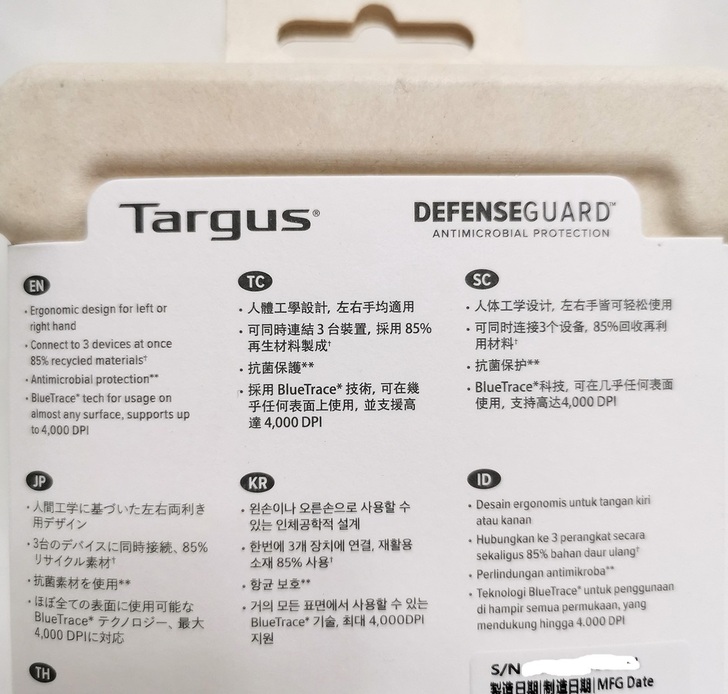 Targus®
DEFENSEGUARD™
ANTIMICROBIAL PROTECTION
EN
• Ergonomic design for left or
right hand
• Connect to 3 devices at once
85% recycled materials†
• Antimicrobial protection**
• BlueTrace* tech for usage on
almost any surface, supports up
to 4,000 DPI
TC
• 人體工學設計, 左右手均適用
• 可同時連結 3 台裝置, 採用 85%
再生材料製成†
• 抗菌保護**
• 採用 BlueTrace* 技術, 可在幾
乎任何表面上使用, 並支援高
達 4,000 DPI
SC
• 人体工学设计, 左右手皆可轻松使用
• 可同时连接3个设备, 85%回收再利
用材料†
• 抗菌保护**
• BlueTrace*科技, 可在几乎任何表面
使用, 支持高达4,000 DPI
JP
• 人間工学に基づいた左右両利き
用デザイン
• 3台のデバイスに同時接続、85%
リサイクル素材†
• 抗菌素材を使用**
• ほぼ全ての表面に使用可能な
BlueTrace* テクノロジー、最大
4,000 DPIに対応
KR
• 왼손이나 오른손으로 사용할 수
있는 인체공학적 설계
• 한번에 3개 장치에 연결, 재활용
소재 85% 사용†
• 항균 보호**
• 거의 모든 표면에서 사용할 수 있는
BlueTrace* 기술, 최대 4,000DPI
지원
ID
• Desain ergonomis untuk tangan kiri
atau kanan
• Hubungkan ke 3 perangkat secara
sekaligus 85% bahan daur ulang†
• Perlindungan antimikroba**
• Teknologi BlueTrace* untuk penggunaan
di hampir semua permukaan, yang
mendukung hingga 4.000 DPI
TH
S/N
製造日期|制造日期|MFG Date